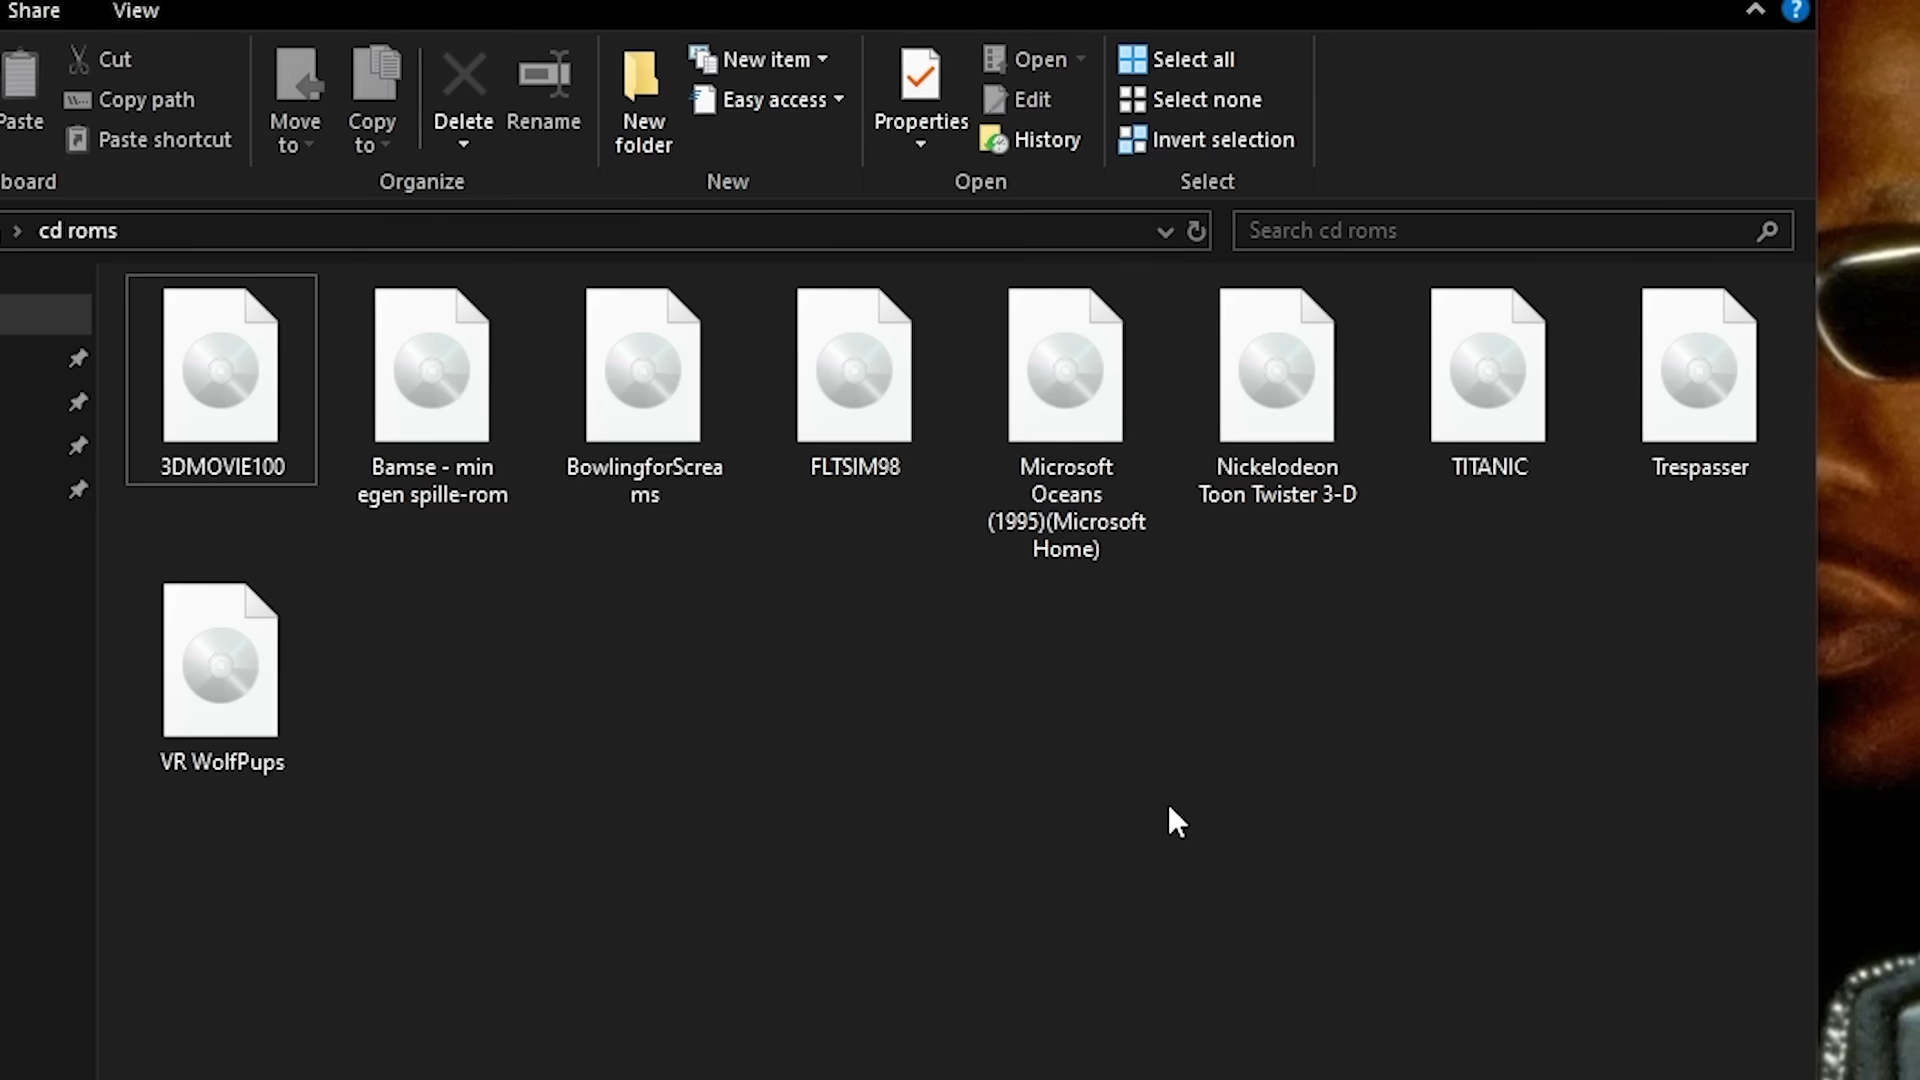 Share View
Cut
Copy path
Paste shortcut
Paste
board
Move to
Copy to
Delete
Rename
Organize
New folder
New item
Easy access
New
Properties
Open
Edit
History
Open
Select all
Select none
Invert selection
Select
cd roms
Search cd roms
3DMOVIE100
Bamse - min
egen spille-rom
BowlingforScrea
ms
FLTSIM98
Microsoft
Oceans
(1995)(Microsoft
Home)
Nickelodeon
Toon Twister 3-D
TITANIC
Trespasser
VR WolfPups